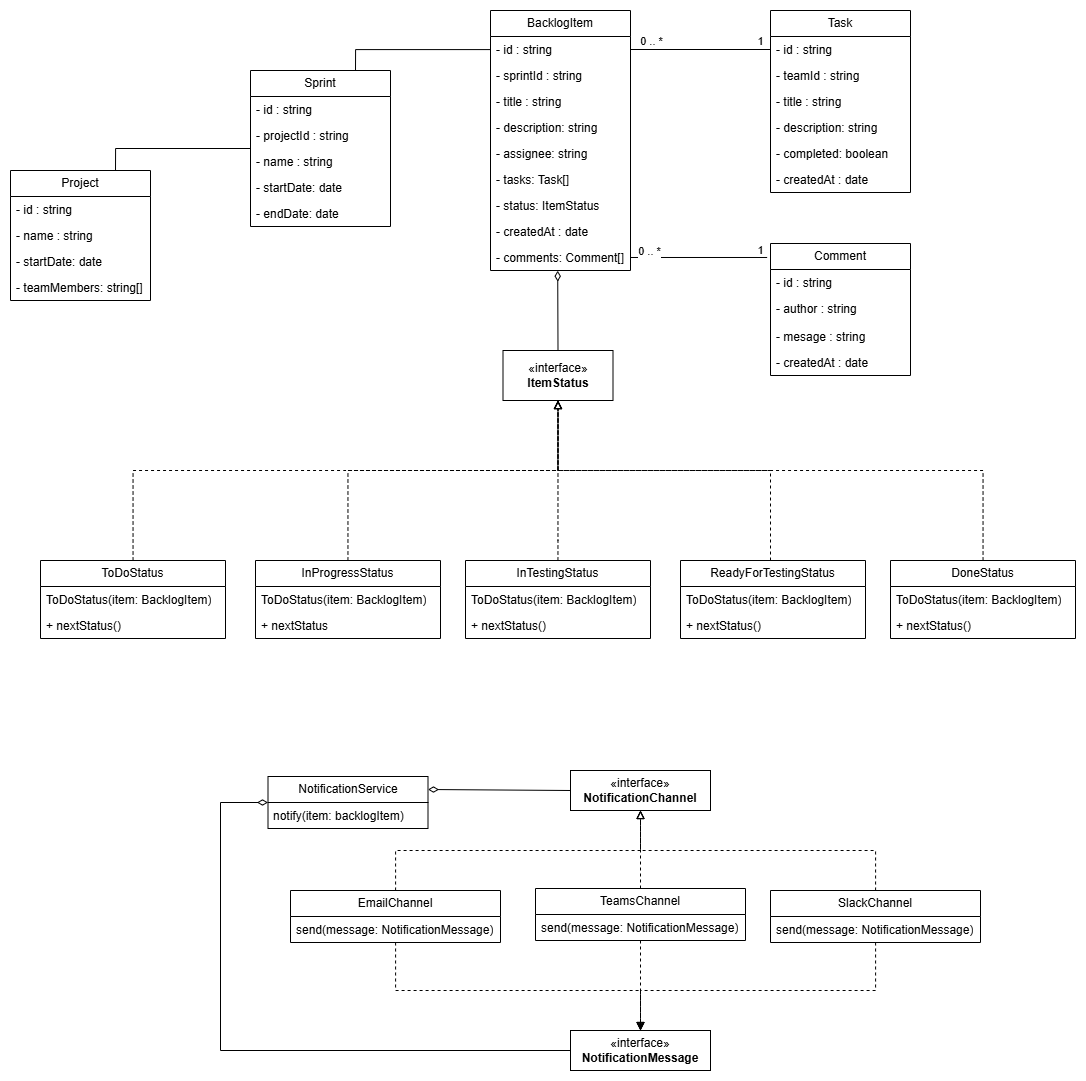 BacklogItem
- id : string
- sprintId : string
- title : string
- description: string
- assignee: string
- tasks: Task[]
- status: ItemStatus
- createdAt : date
- comments: Comment[]
0 .. *
1
Task
- id : string
- teamId : string
- title : string
- description: string
- completed: boolean
- createdAt : date
Sprint
- id : string
- projectId : string
- name : string
- startDate: date
- endDate: date
Project
- id : string
- name : string
- startDate: date
- teamMembers: string[]
0 .. *
1
Comment
- id : string
- author : string
- mesage : string
- createdAt : date
«interface»
ItemStatus
ToDoStatus
ToDoStatus(item: BacklogItem)
+ nextStatus()
InProgressStatus
ToDoStatus(item: BacklogItem)
+ nextStatus
InTestingStatus
ToDoStatus(item: BacklogItem)
+ nextStatus()
ReadyForTestingStatus
ToDoStatus(item: BacklogItem)
+ nextStatus()
DoneStatus
ToDoStatus(item: BacklogItem)
+ nextStatus()
NotificationService
notify(item: backlogItem)
«interface»
NotificationChannel
EmailChannel
send(message: NotificationMessage)
TeamsChannel
send(message: NotificationMessage)
SlackChannel
send(message: NotificationMessage)
«interface»
NotificationMessage